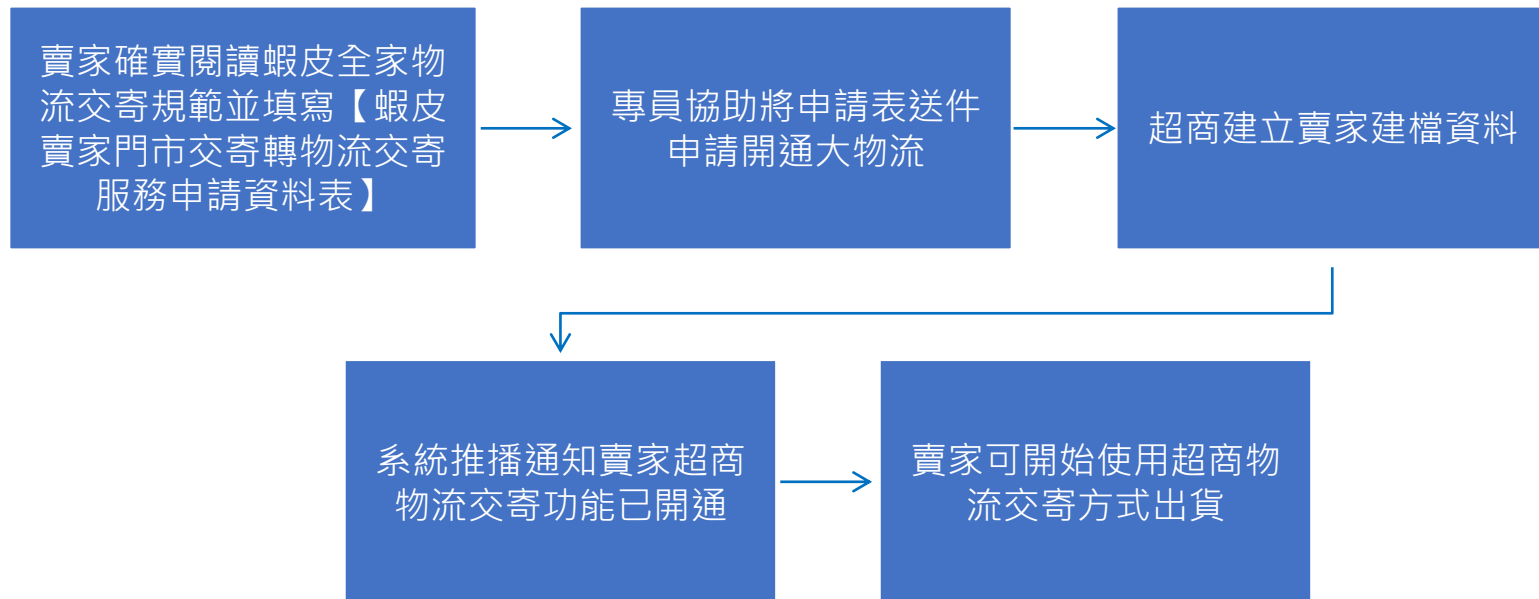 賣家確實閱讀蝦皮全家物
流交寄規範並填寫【蝦皮
賣家門市交寄轉物流交寄
服務申請資料表】
專員協助將申請表送件
申請開通大物流
超商建立賣家建檔資料
系統推播通知賣家超商
物流交寄功能已開通
賣家可開始使用超商物
流交寄方式出貨